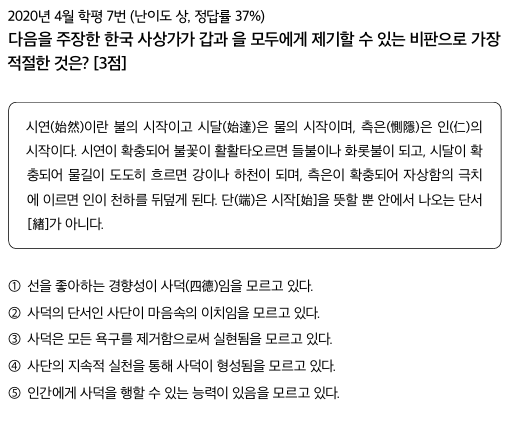 2020년 4월 학평 7번 (난이도 상, 정답률 37%)
다음을 주장한 한국 사상가가 갑과 을 모두에게 제기할 수 있는 비판으로 가장
적절한 것은? [3점]
시연(始然)이란 불의 시작이고 시달(始達)은 물의 시작이며, 측은(惻隱)은 인(仁)의
시작이다. 시연이 확충되어 불꽃이 활활타오르면 들불이나 화롯불이 되고, 시달이 확
충되어 물길이 도도히 흐르면 강이나 하천이 되며, 측은이 확충되어 자상함의 극치
에 이르면 인이 천하를 뒤덮게 된다. 단(端)은 시작[始]을 뜻할 뿐 안에서 나오는 단서
[緖]가 아니다.
① 선을 좋아하는 경향성이 사덕(四德)임을 모르고 있다.
② 사덕의 단서인 사단이 마음속의 이치임을 모르고 있다.
③ 사덕은 모든 욕구를 제거함으로써 실현됨을 모르고 있다.
④ 사단의 지속적 실천을 통해 사덕이 형성됨을 모르고 있다.
⑤ 인간에게 사덕을 행할 수 있는 능력이 있음을 모르고 있다.